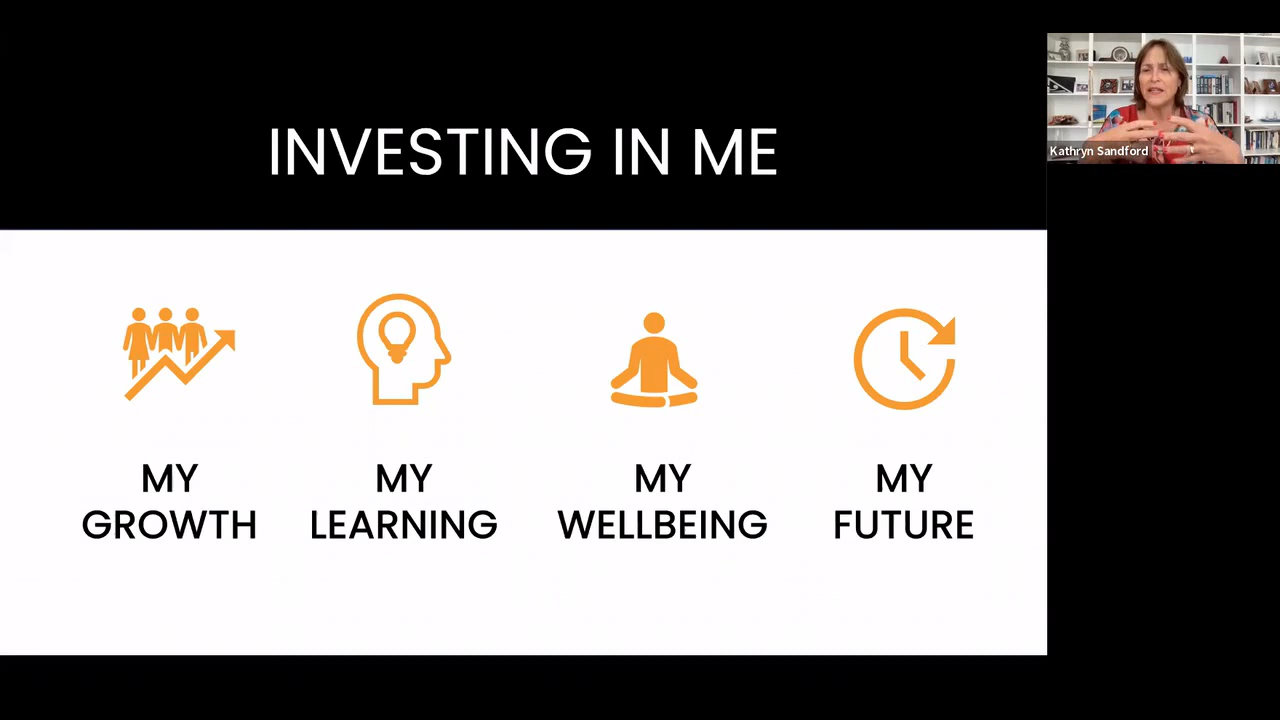 INVESTING IN ME
Kathryn Sandford
MY
GROWTH
MY
LEARNING
MY
WELLBEING
MY
FUTURE